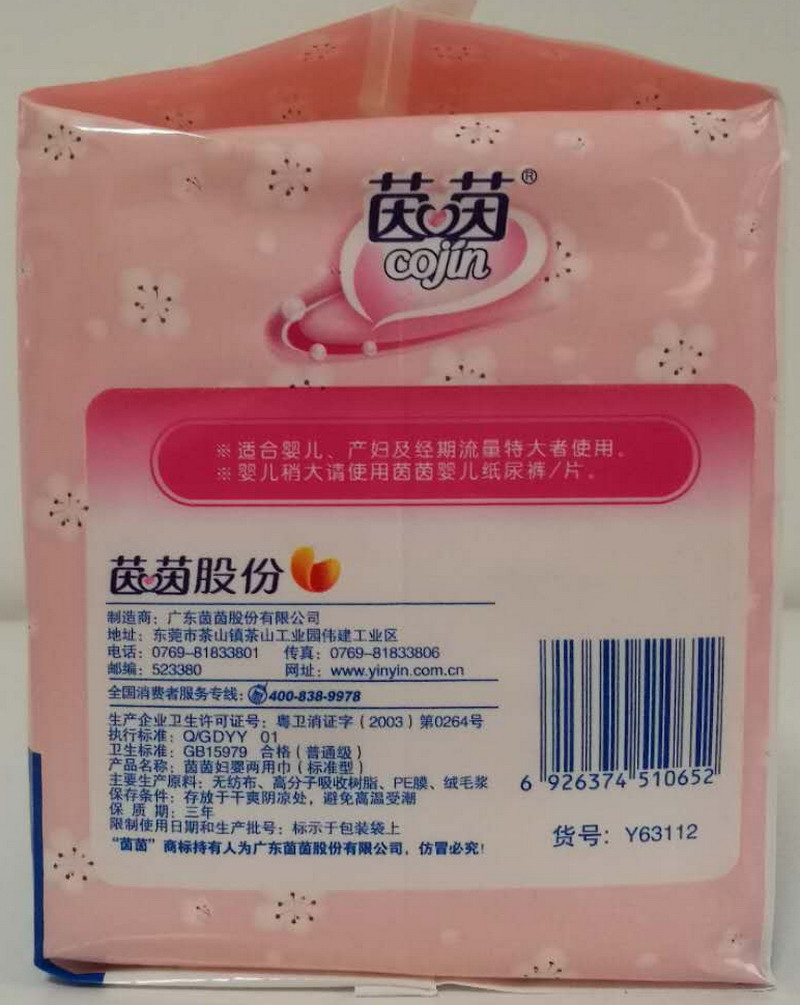 茵茵®
cojin
※适合婴儿、产妇及经期流量特大者使用。
※婴儿稍大请使用茵茵婴儿纸尿裤/片。
茵茵股份
制造商：广东茵茵股份有限公司
地址：东莞市茶山镇茶山工业园伟建工业区
电话：0769-81833801 传真：0769-81833806
邮编：523380 网址：www.yinyin.com.cn
全国消费者服务专线：400-838-9978
生产企业卫生许可证号：粤卫消证字（2003）第0264号
执行标准：Q/GDYY 01
卫生标准：GB15979 合格（普通级）
产品名称：茵茵妇婴两用巾（标准型）
主要生产原料：无纺布、高分子吸收树脂、PE膜、绒毛浆
保存条件：存放于干爽阴凉处，避免高温受潮
保 质 期：三年
限制使用日期和生产批号：标示于包装袋上
“茵茵”商标持有人为广东茵茵股份有限公司，仿冒必究！
6 926374 510652
货号：Y63112